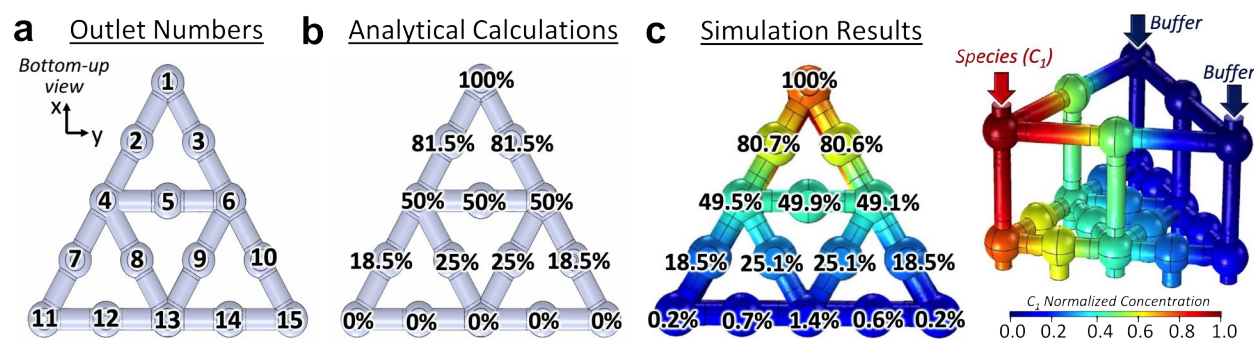 a Outlet Numbers
Bottom-up
view
x
y
1
2 3
4 5 6
7 8 9 10
11 12 13 14 15
b Analytical Calculations
100%
81.5% 81.5%
50% 50% 50%
18.5% 25% 25% 18.5%
0% 0% 0% 0% 0%
c Simulation Results
100%
80.7% 80.6%
49.5% 49.9% 49.1%
18.5% 25.1% 25.1% 18.5%
0.2% 0.7% 1.4% 0.6% 0.2%
Buffer
Species (C1)
Buffer
C1 Normalized Concentration
0.0 0.2 0.4 0.6 0.8 1.0